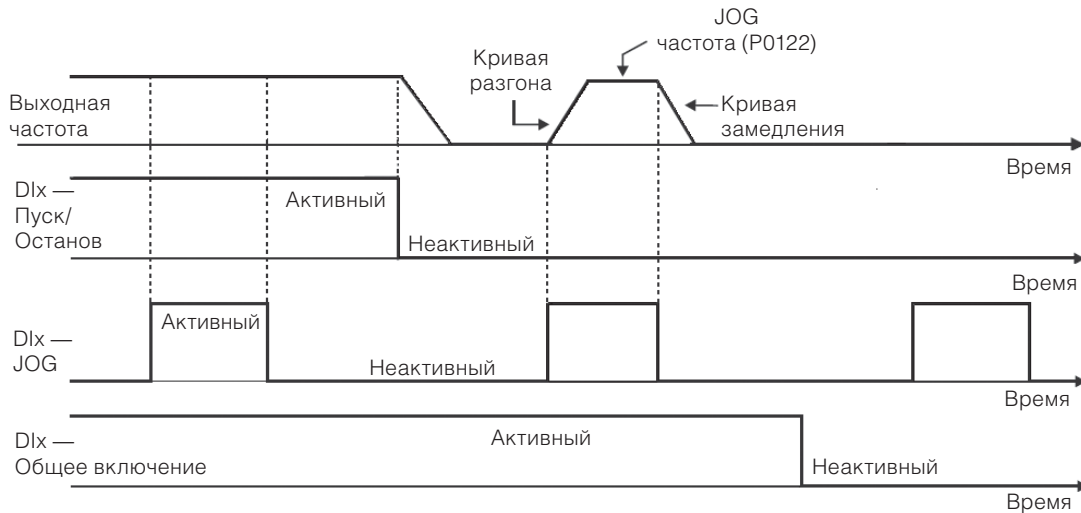 JOG
частота (P0122)
Кривая
разгона
Выходная
частота
Кривая
замедления
Время
DIx —
Пуск/
Останов
Активный
Неактивный
Время
DIx —
JOG
Активный
Неактивный
Время
DIx —
Общее включение
Активный
Неактивный
Время